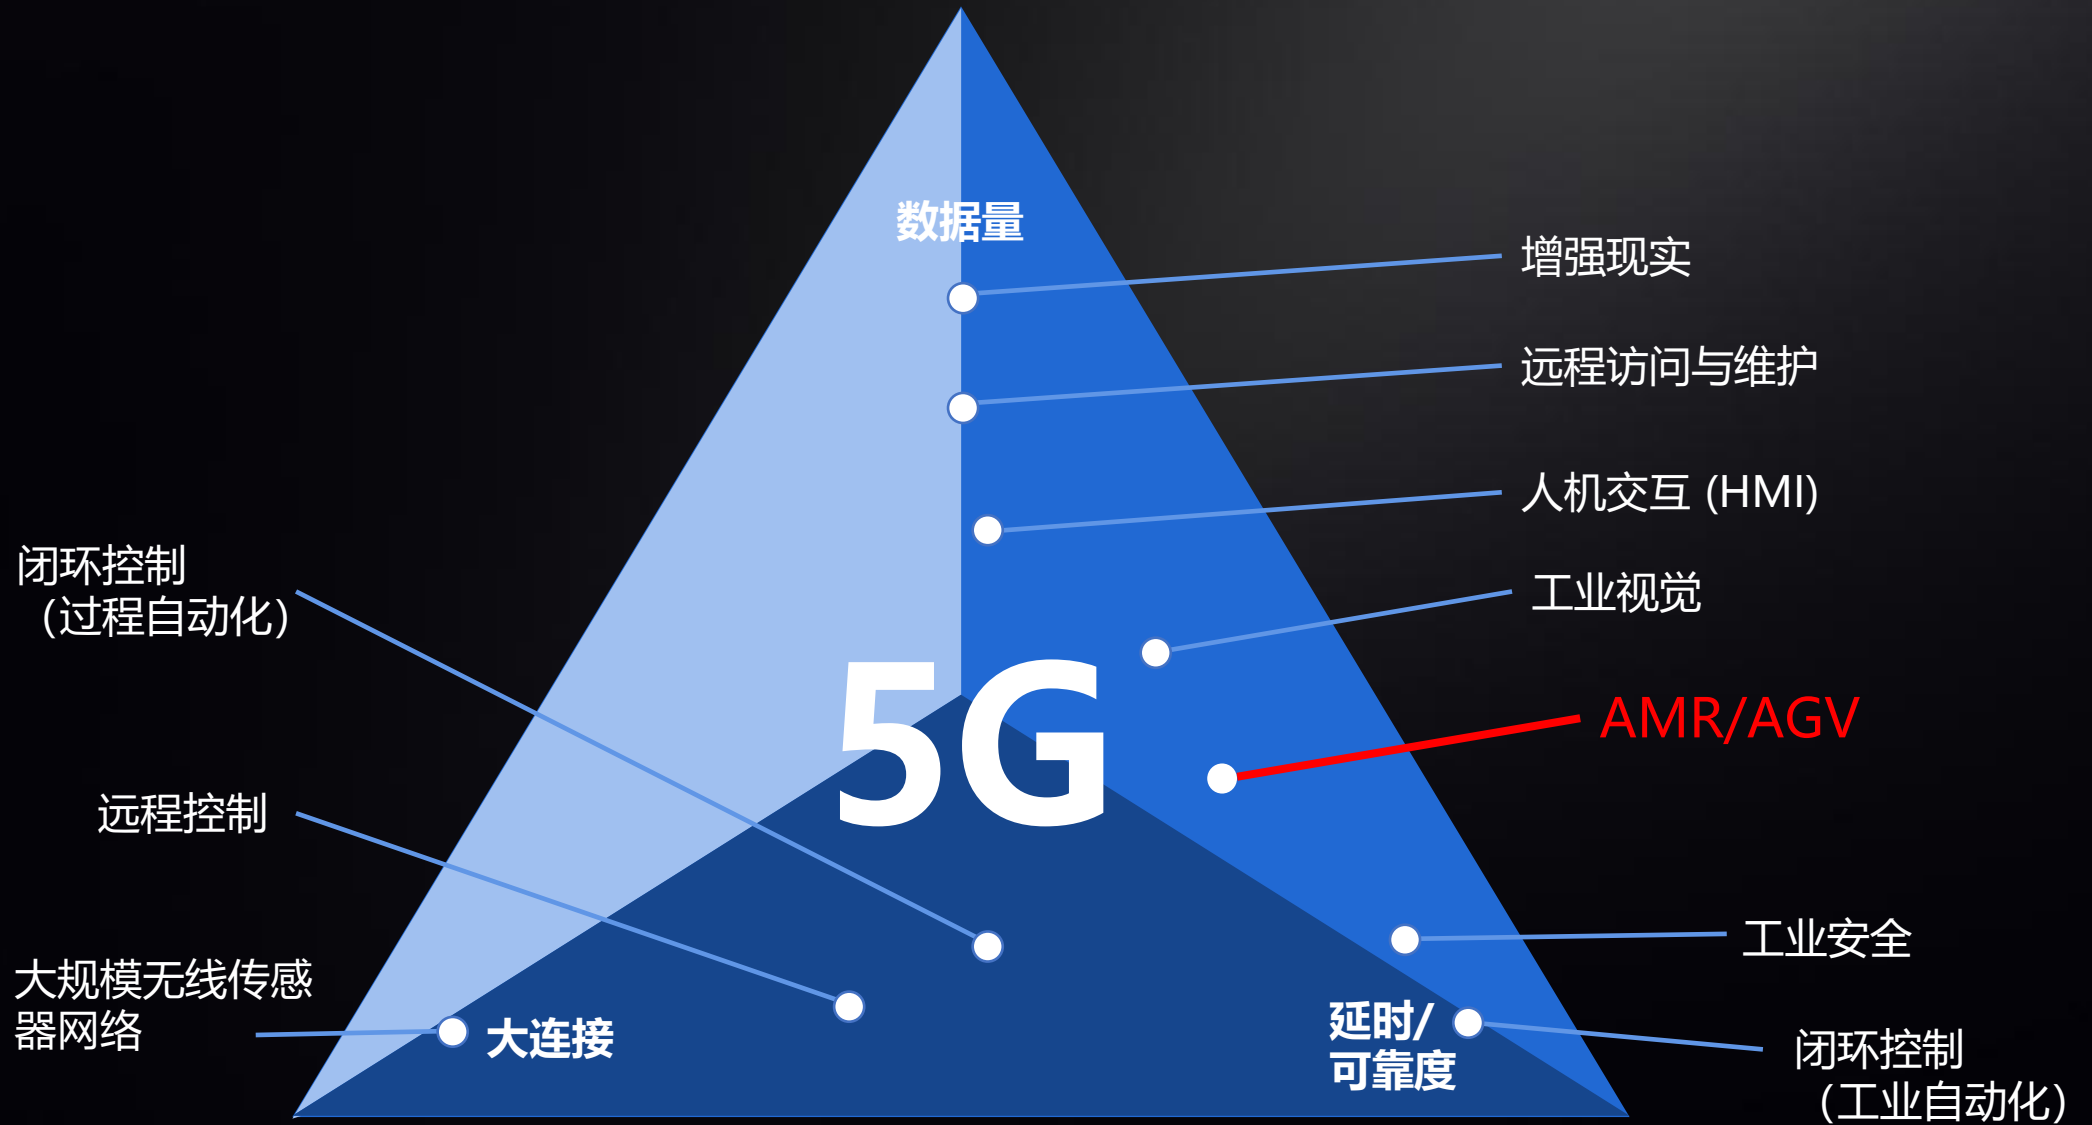 数据量
增强现实
远程访问与维护
人机交互 (HMI)
闭环控制
（过程自动化）
工业视觉
5G
AMR/AGV
远程控制
工业安全
大规模无线传感
器网络
大连接
延时/
可靠度
闭环控制
（工业自动化）